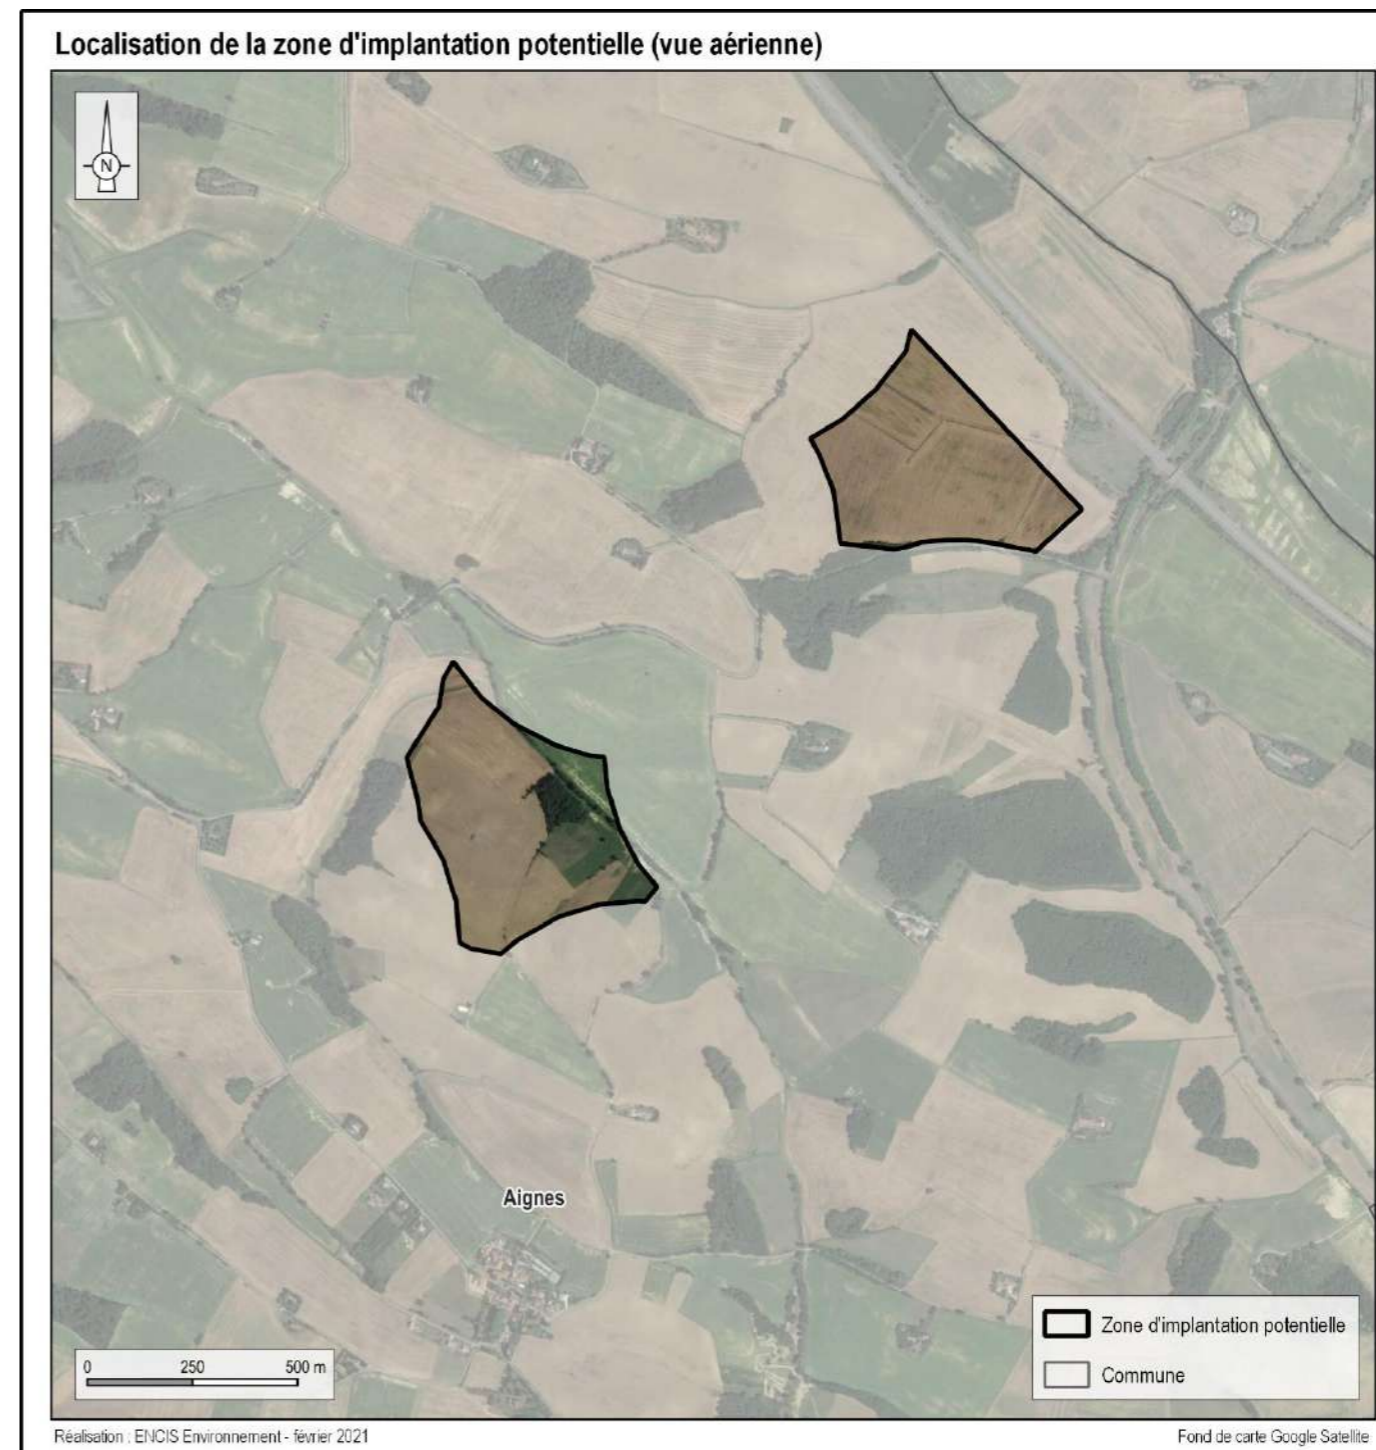 Localisation de la zone d'implantation potentielle (vue aérienne)
N
Aignes
Zone d'implantation potentielle
Commune
0 250 500 m
Réalisation : ENCIS Environnement - février 2021
Fond de carte Google Satellite